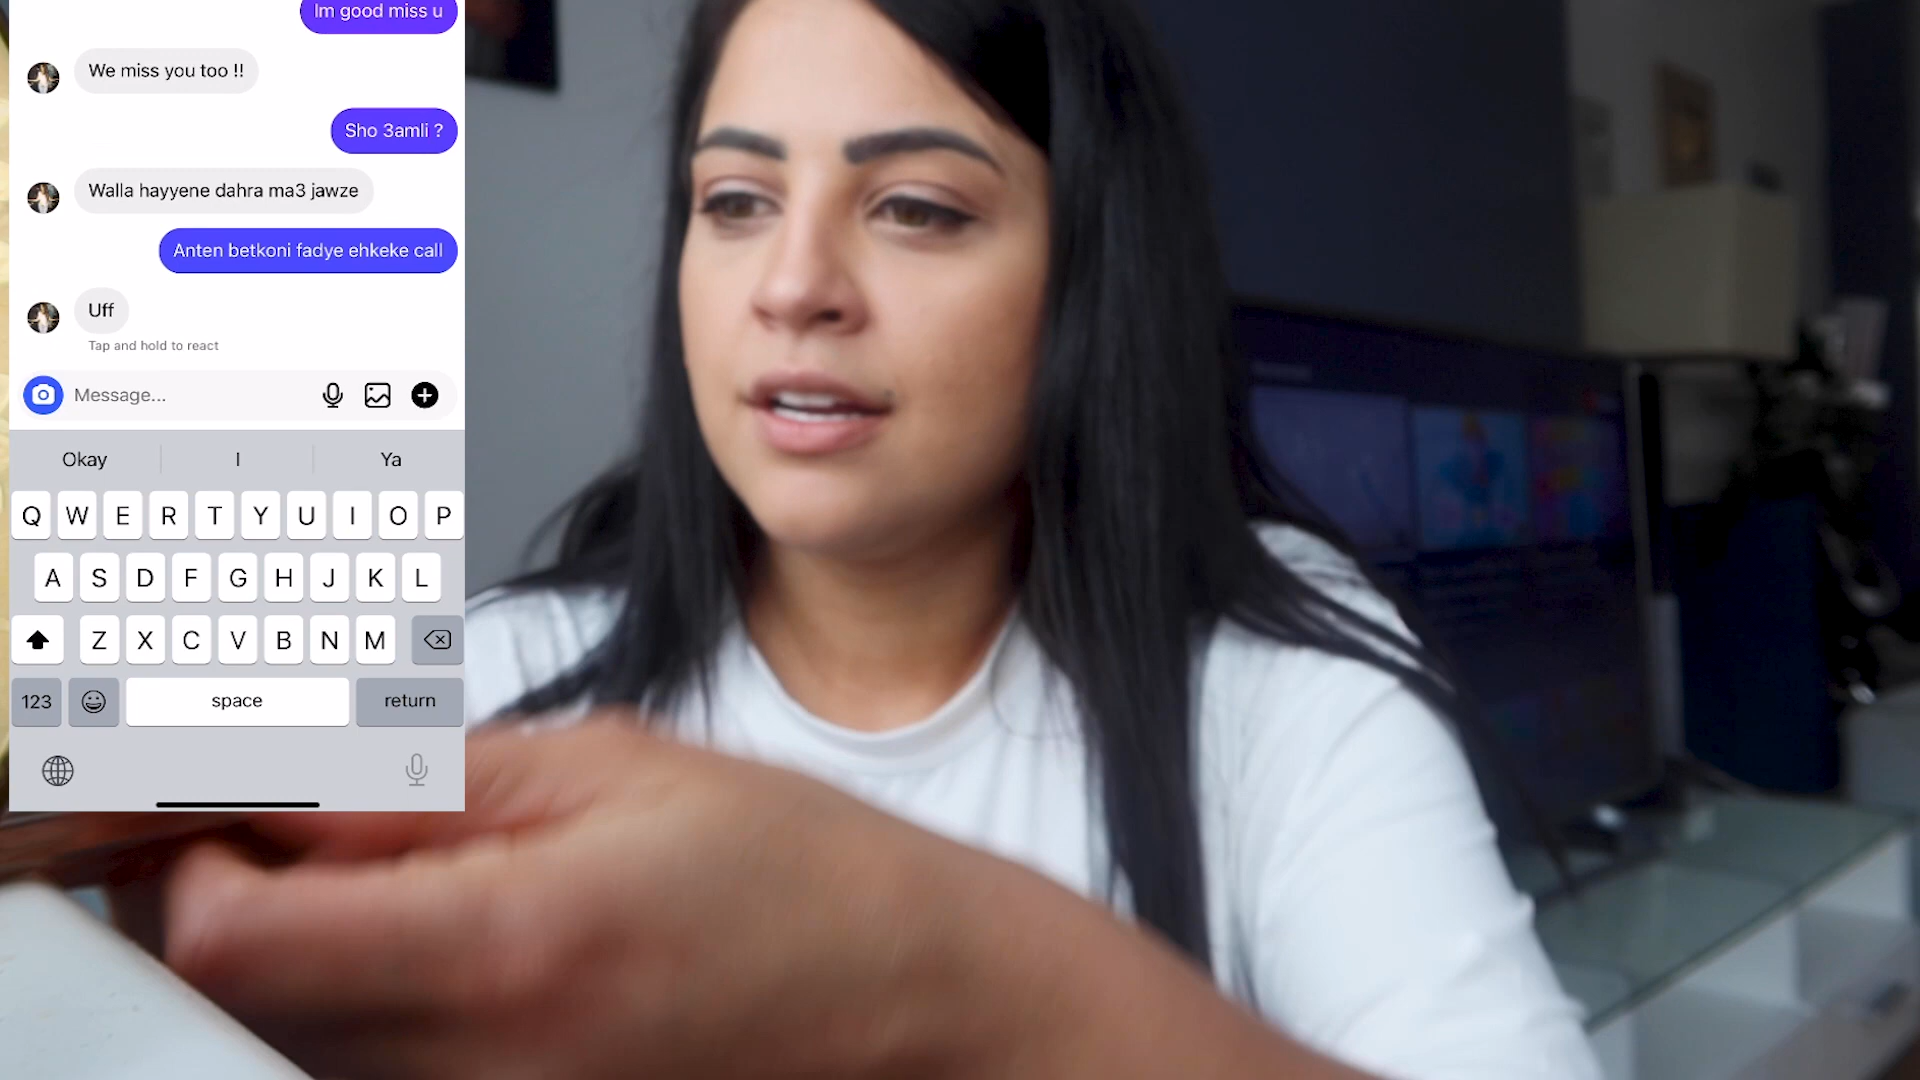 Im good miss u
We miss you too !!
Sho 3amli ?
Walla hayyene dahra ma3 jawze
Anten betkoni fadye ehkeke call
Uff
Tap and hold to react
Message...
Okay I Ya
Q W E R T Y U I O P
A S D F G H J K L
Z X C V B N M
123 space return